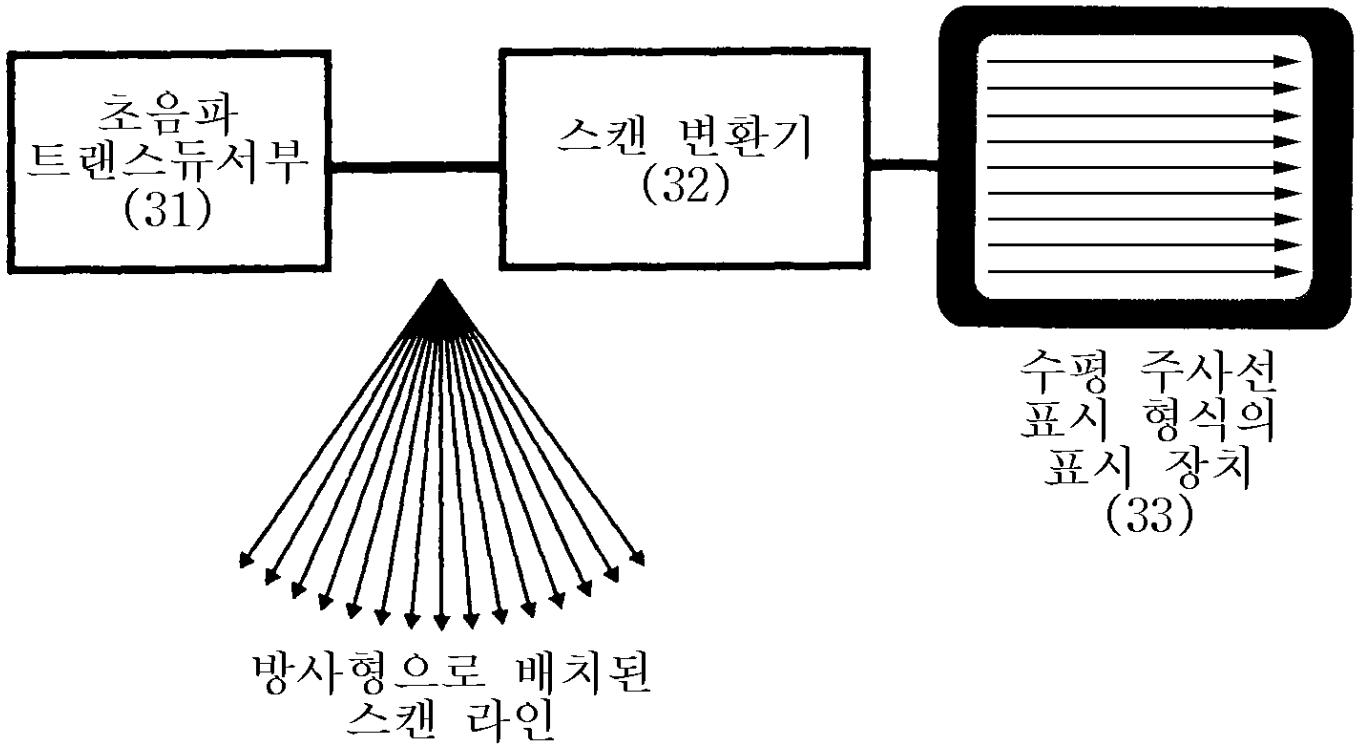 초음파
트랜스듀서부
(31)
스캔 변환기
(32)
수평 주사선
표시 형식의
표시 장치
(33)
방사형으로 배치된
스캔 라인